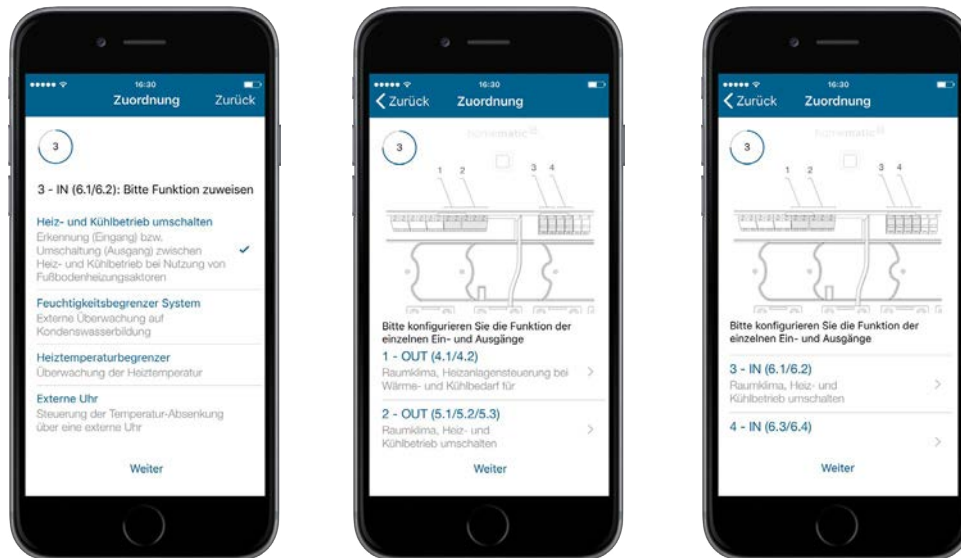 16:30
Zuordnung Zurück
3
3 - IN (6.1/6.2): Bitte Funktion zuweisen
Heiz- und Kühlbetrieb umschalten
Erkennung (Eingang) bzw.
Umschaltung (Ausgang) zwischen
Heiz- und Kühlbetrieb bei Nutzung von
Fußbodenheizungsaktoren
Feuchtigkeitsbegrenzer System
Externe Überwachung auf
Kondenswasserbildung
Heiztemperaturbegrenzer
Überwachung der Heiztemperatur
Externe Uhr
Steuerung der Temperatur-Absenkung
über eine externe Uhr
Weiter
16:30
Zurück Zuordnung
3
homematic IP
1 2 3 4
Bitte konfigurieren Sie die Funktion der
einzelnen Ein- und Ausgänge
1 - OUT (4.1/4.2)
Raumklima, Heizanlagensteuerung bei
Wärme- und Kühlbedarf für
2 - OUT (5.1/5.2/5.3)
Raumklima, Heiz- und
Kühlbetrieb umschalten
Weiter
16:30
Zurück Zuordnung
3
homematic IP
1 2 3 4
Bitte konfigurieren Sie die Funktion der
einzelnen Ein- und Ausgänge
3 - IN (6.1/6.2)
Raumklima, Heiz- und
Kühlbetrieb umschalten
4 - IN (6.3/6.4)
Weiter